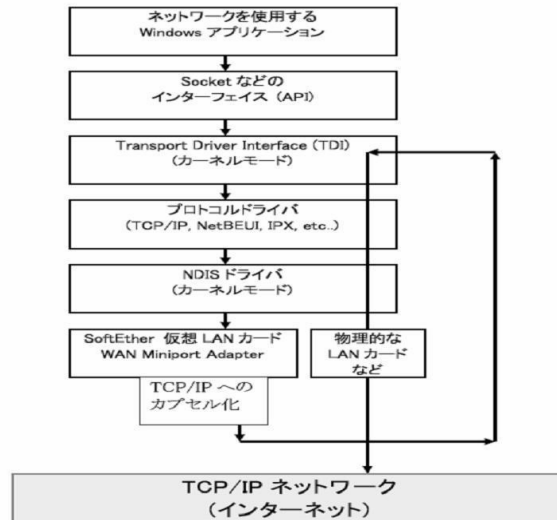 ネットワークを使用する
Windows アプリケーション
Socket などの
インターフェイス (API)
Transport Driver Interface (TDI)
(カーネルモード)
プロトコルドライバ
(TCP/IP, NetBEUI, IPX, etc..)
NDIS ドライバ
(カーネルモード)
SoftEther 仮想 LAN カード
WAN Miniport Adapter
物理的な
LAN カード
など
TCP/IP への
カプセル化
TCP/IP ネットワーク
(インターネット)